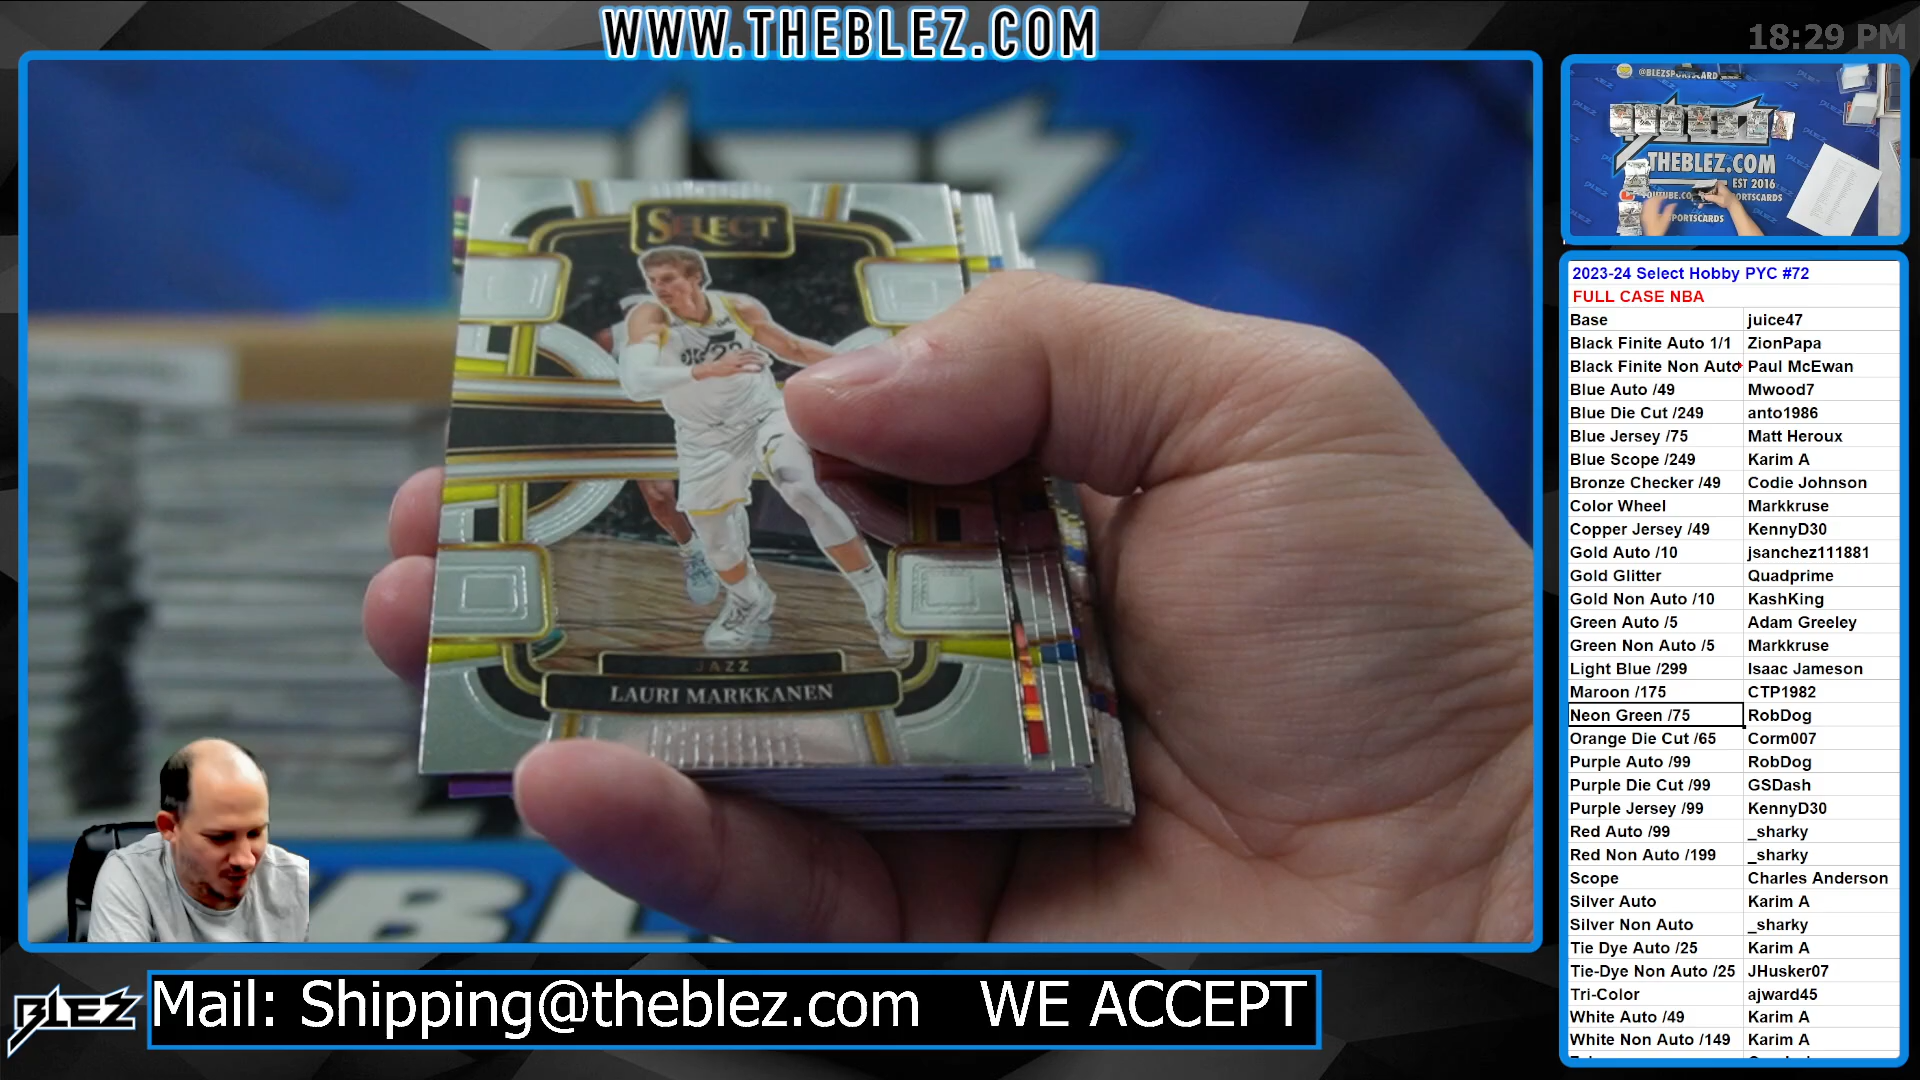 WWW.THEBLEZ.COM
18:29 PM
SELECT
JAZZ
LAURI MARKKANEN
@BLEZSPORTSCARD
THEBLEZ.COM
EST 2016
2023-24 Select Hobby PYC #72
FULL CASE NBA
Base juice47
Black Finite Auto 1/1 ZionPapa
Black Finite Non Auto Paul McEwan
Blue Auto /49 Mwood7
Blue Die Cut /249 anto1986
Blue Jersey /75 Matt Heroux
Blue Scope /249 Karim A
Bronze Checker /49 Codie Johnson
Color Wheel Markkruse
Copper Jersey /49 KennyD30
Gold Auto /10 jsanchez111881
Gold Glitter Quadprime
Gold Non Auto /10 KashKing
Green Auto /5 Adam Greeley
Green Non Auto /5 Markkruse
Light Blue /299 Isaac Jameson
Maroon /175 CTP1982
Neon Green /75 RobDog
Orange Die Cut /65 Corm007
Purple Auto /99 RobDog
Purple Die Cut /99 GSDash
Purple Jersey /99 KennyD30
Red Auto /99 _sharky
Red Non Auto /199 _sharky
Scope Charles Anderson
Silver Auto Karim A
Silver Non Auto _sharky
Tie Dye Auto /25 Karim A
Tie-Dye Non Auto /25 JHusker07
Tri-Color ajward45
White Auto /49 Karim A
White Non Auto /149 Karim A
BLEZ
Mail: Shipping@theblez.com WE ACCEPT